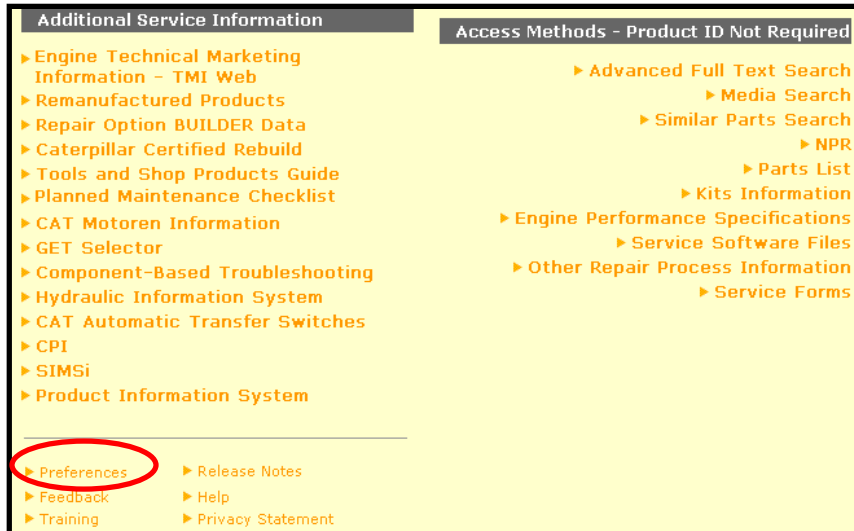 Additional Service Information
Engine Technical Marketing
Information - TMI Web
Remanufactured Products
Repair Option BUILDER Data
Caterpillar Certified Rebuild
Tools and Shop Products Guide
Planned Maintenance Checklist
CAT Motoren Information
GET Selector
Component-Based Troubleshooting
Hydraulic Information System
CAT Automatic Transfer Switches
CPI
SIMSi
Product Information System
Access Methods - Product ID Not Required
Advanced Full Text Search
Media Search
Similar Parts Search
NPR
Parts List
Kits Information
Engine Performance Specifications
Service Software Files
Other Repair Process Information
Service Forms
Preferences
Release Notes
Feedback
Help
Training
Privacy Statement